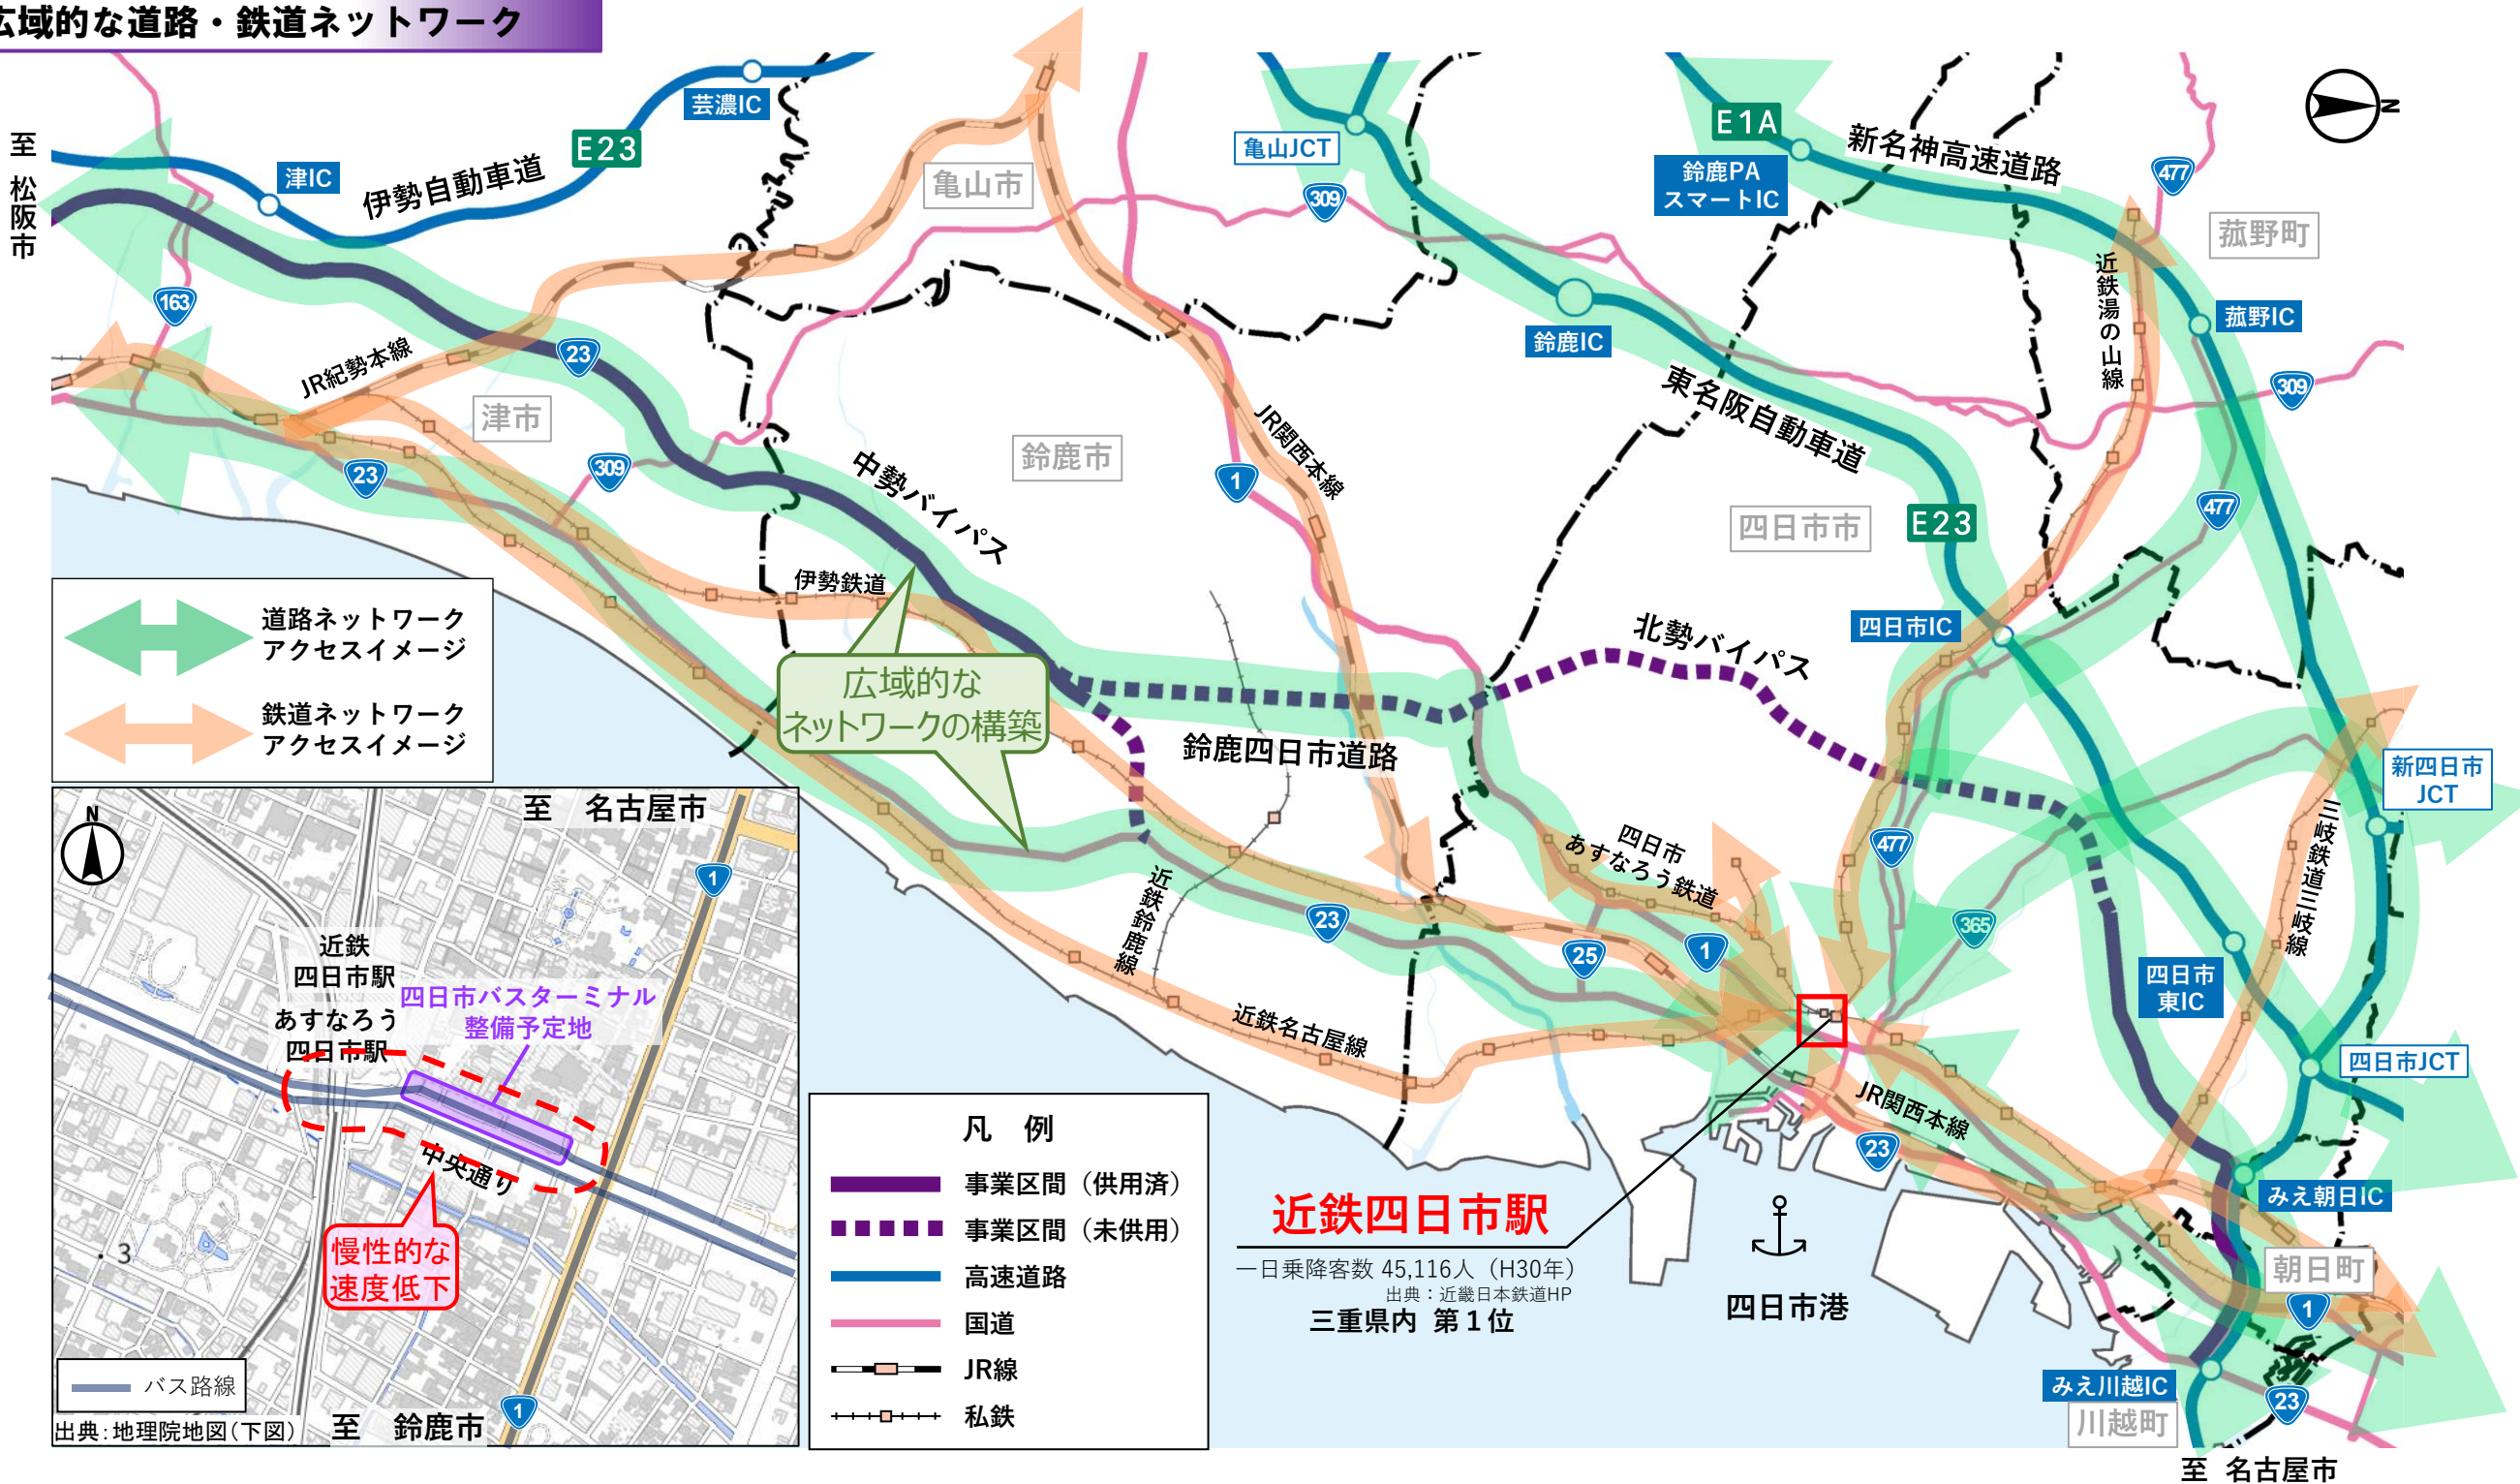 広域的な道路・鉄道ネットワーク
至 松阪市
芸濃IC
E23
津IC
伊勢自動車道
亀山市
亀山JCT
309
E1A
鈴鹿PA
スマートIC
新名神高速道路
477
N
菰野町
近鉄湯の山線
菰野IC
309
163
JR紀勢本線
23
津市
23
309
鈴鹿IC
東名阪自動車道
鈴鹿市
1
JR関西本線
中勢バイパス
四日市市
E23
477
伊勢鉄道
道路ネットワーク
アクセスイメージ
鉄道ネットワーク
アクセスイメージ
広域的な
ネットワークの構築
四日市IC
北勢バイパス
鈴鹿四日市道路
新四日市
JCT
三岐鉄道三岐線
四日市
あすなろう鉄道
477
365
近鉄鈴鹿線
23
25
1
四日市
東IC
近鉄名古屋線
四日市JCT
JR関西本線
23
みえ朝日IC
朝日町
1
みえ川越IC
川越町
23
至 名古屋市
近鉄四日市駅
一日乗降客数 45,116人（H30年）
出典：近畿日本鉄道HP
三重県内 第１位
四日市港
N
至 名古屋市
1
近鉄
四日市駅
あすなろう
四日市駅
四日市バスターミナル
整備予定地
中央通り
慢性的な
速度低下
3
バス路線
出典：地理院地図（下図）
至 鈴鹿市
1
凡 例
事業区間（供用済）
事業区間（未供用）
高速道路
国道
JR線
私鉄